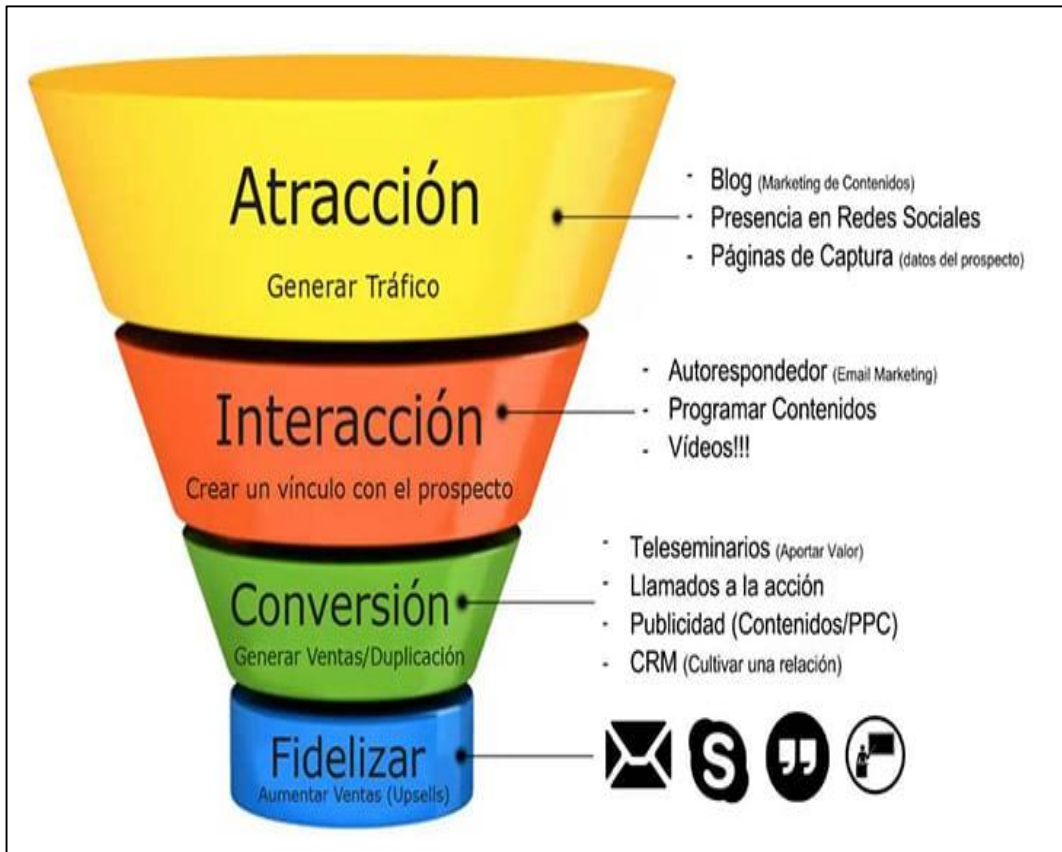 Atracción
Generar Tráfico
- Blog (Marketing de Contenidos)
- Presencia en Redes Sociales
- Páginas de Captura (datos del prospecto)
Interacción
Crear un vínculo con el prospecto
- Autorespondedor (Email Marketing)
- Programar Contenidos
- Vídeos!!!
Conversión
Generar Ventas/Duplicación
- Teleseminarios (Aportar Valor)
- Llamados a la acción
- Publicidad (Contenidos/PPC)
- CRM (Cultivar una relación)
Fidelizar
Aumentar Ventas (Upsells)